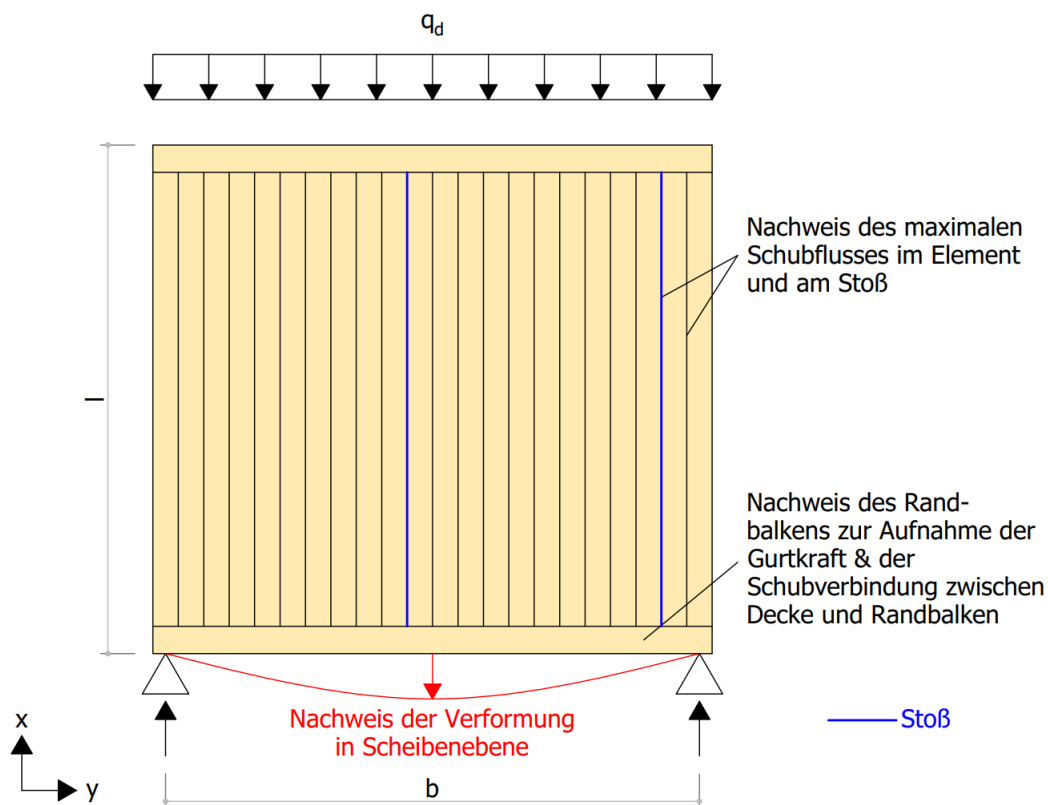 q_d
Nachweis des maximalen
Schubflusses im Element
und am Stoß
l
Nachweis des Rand-
balkens zur Aufnahme der
Gurtkraft & der
Schubverbindung zwischen
Decke und Randbalken
Nachweis der Verformung
in Scheibenebene
Stoß
x
y
b